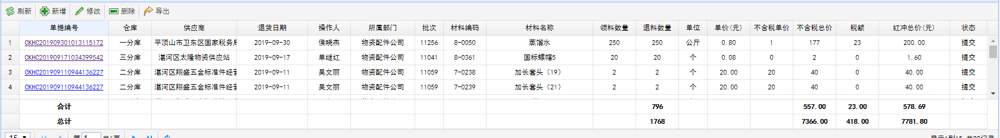 刷新 新增 修改 删除 导出
单据编号 仓库 供应商 退货日期 操作人 所属部门 批次 材料编码 材料名称 领料数量 退料数量 单位 单价(元) 不含税单价 不含税总价 税额 红冲总价(元) 状态
1 CKHC201909301013115172 一分库 平顶山市卫东区国家税务局 2019-09-30 侯晓燕 物资配件公司 11256 8-0050 蒸馏水 250 250 公斤 0.80 1 177 23 200.00 提交
2 CKHC201909171034399542 三分库 湛河区太隆物资供应站 2019-09-17 单继红 物资配件公司 11041 8-0361 国标螺帽5 20 20 个 0.08 0 2 0 1.60 提交
3 CKHC201909110944136227 二分库 湛河区翔盛五金标准件经营 2019-09-11 吴文丽 物资配件公司 11059 7-0238 加长套头（19） 2 2 个 20.00 20 40 0 40.00 提交
4 CKHC201909110944136227 二分库 湛河区翔盛五金标准件经营 2019-09-11 吴文丽 物资配件公司 11059 7-0239 加长套头（21） 2 2 个 20.00 20 40 0 40.00 提交
合计 796 557.00 23.00 578.69
总计 1768 7366.00 418.00 7781.80
15 第 1 共6页 显示1到15,共83记录